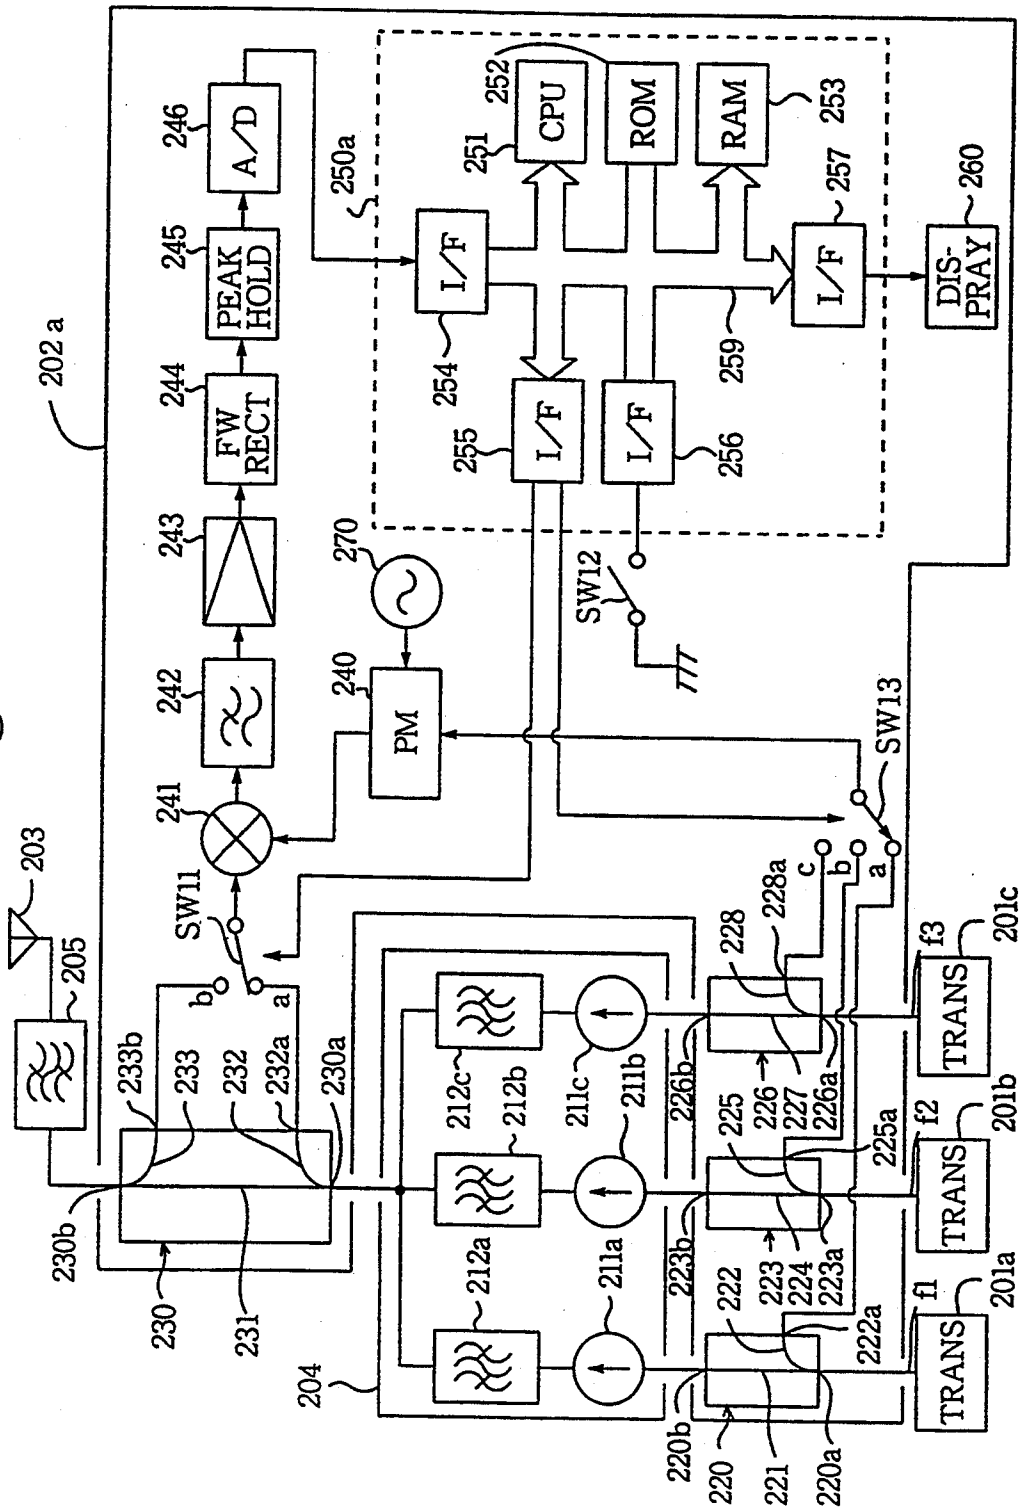 202 a
203
205
246
A/D
245
PEAK
HOLD
244
FW
RECT
243
242
241
SW11
b
a
233b
233
232
232a
230a
230b
230
231
250a
252
251
CPU
ROM
RAM
253
I/F
254
I/F
255
I/F
256
I/F
257
259
DIS-
PRAY
260
270
240
PM
SW12
SW13
c
b
a
204
212c
212b
212a
211c
211b
211a
228a
228
226b
226
227
226a
225
225a
223b
223
224
223a
222
222a
220b
220
221
220a
f3
TRANS
201c
f2
TRANS
201b
f1
TRANS
201a